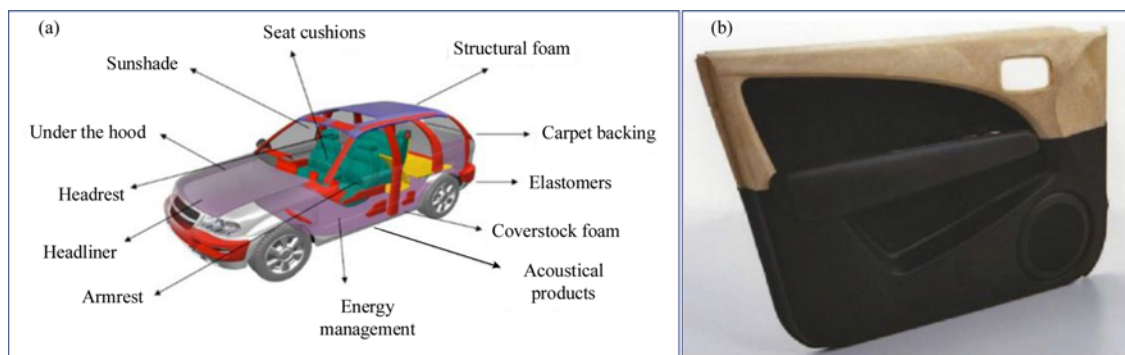 (a)
Seat cushions
Structural foam
Sunshade
Under the hood
Carpet backing
Headrest
Elastomers
Headliner
Coverstock foam
Armrest
Energy
management
Acoustical
products
(b)